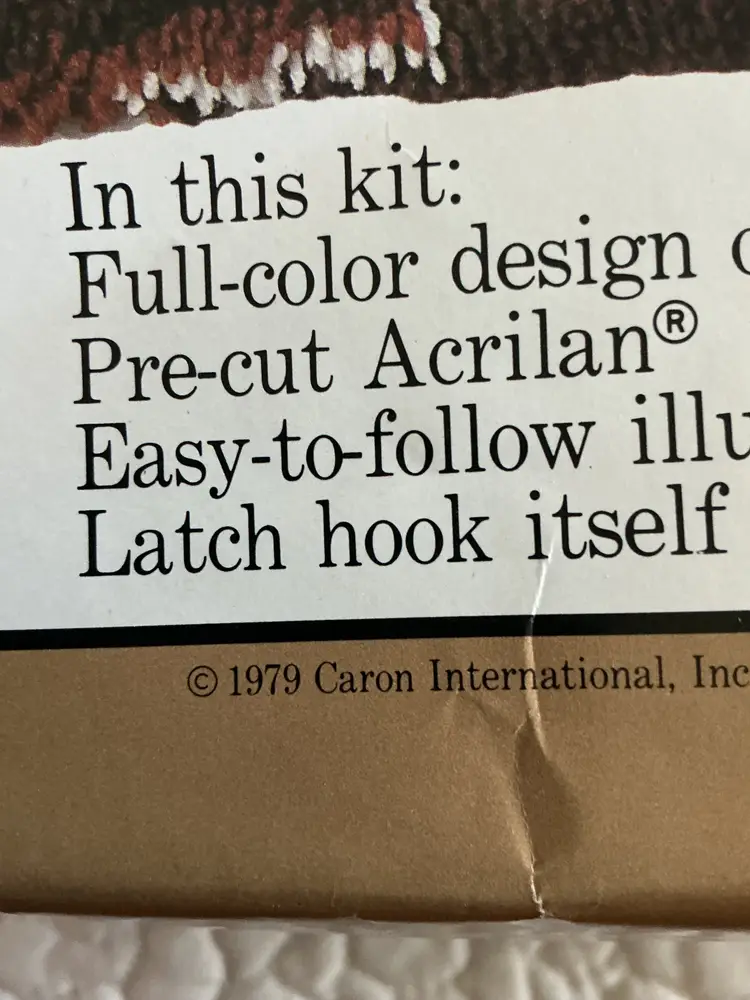 In this kit:
Full-color design
Pre-cut Acrilan®
Easy-to-follow
Latch hook itself
© 1979 Caron International, Inc